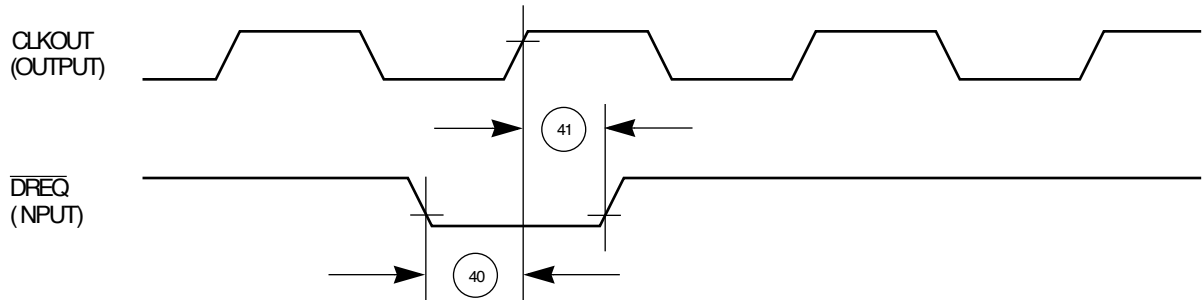 CLKOUT
(OUTPUT)
41
DREQ
( NPUT)
40